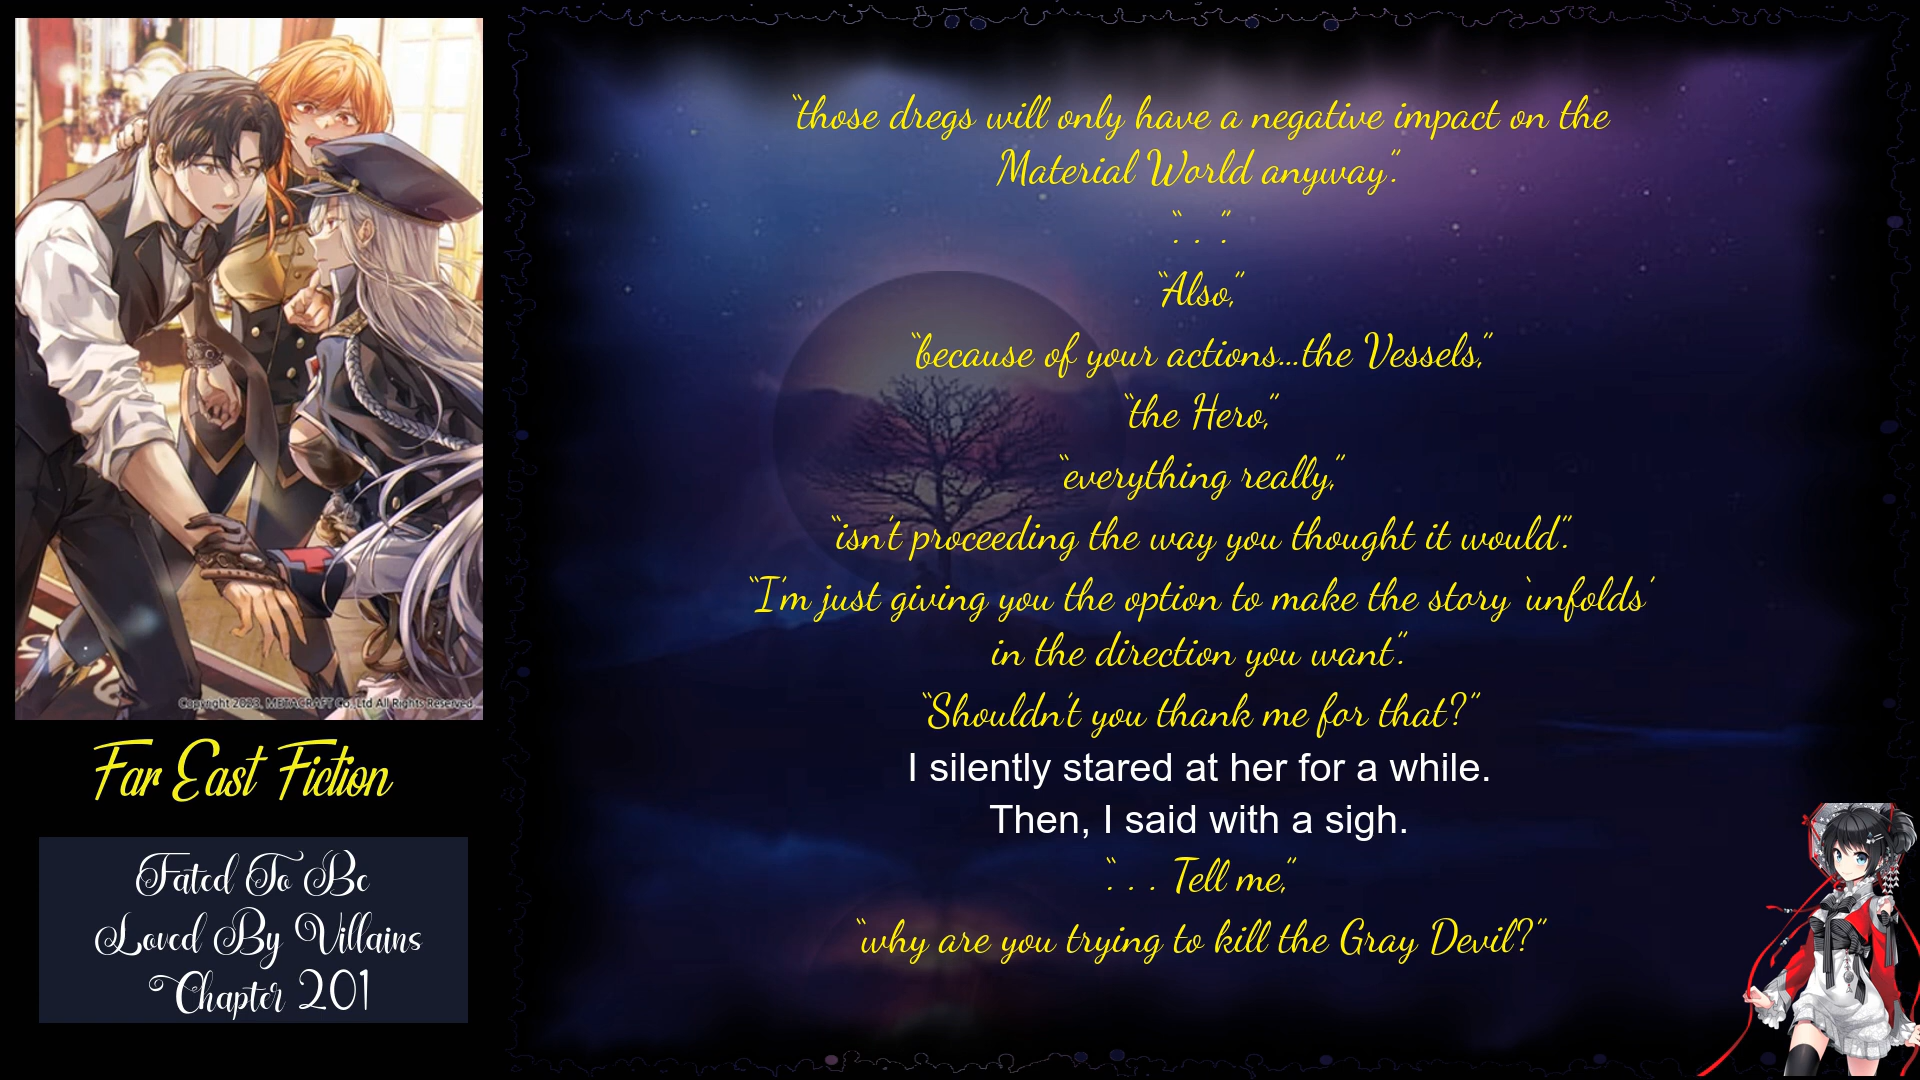 “those dregs will only have a negative impact on the
Material World anyway”.
“. . .”
“Also,”
“because of your actions...the Vessels,”
“the Hero,”
“everything really,”
“isn't proceeding the way you thought it would”.
“I'm just giving you the option to make the story ‘unfolds’
in the direction you want”.
“Shouldn't you thank me for that?”
I silently stared at her for a while.
Then, I said with a sigh.
“. . . Tell me,”
“why are you trying to kill the Gray Devil?”
Copyright 2023, METACRAFT Co.,Ltd All Rights Reserved
Far East Fiction
Fated To Be
Loved By Villains
Chapter 201